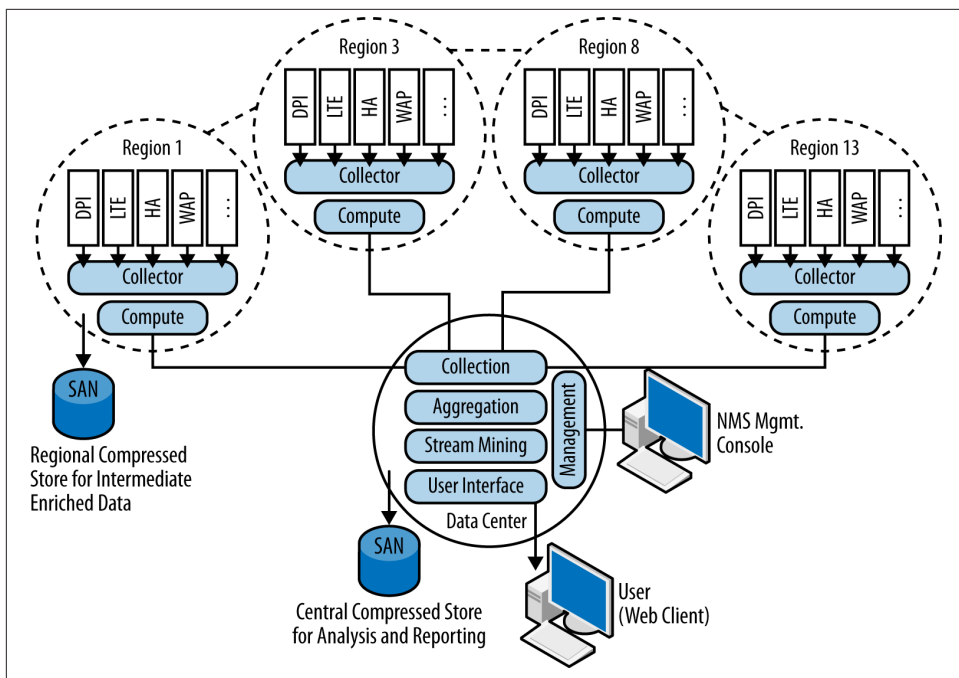 Region 3
DPI
LTE
HA
WAP
...
Collector
Compute
Region 8
DPI
LTE
HA
WAP
...
Collector
Compute
Region 1
DPI
LTE
HA
WAP
...
Collector
Compute
Region 13
DPI
LTE
HA
WAP
...
Collector
Compute
SAN
Regional Compressed
Store for Intermediate
Enriched Data
Collection
Aggregation
Stream Mining
User Interface
Management
Data Center
NMS Mgmt.
Console
SAN
Central Compressed Store
for Analysis and Reporting
User
(Web Client)